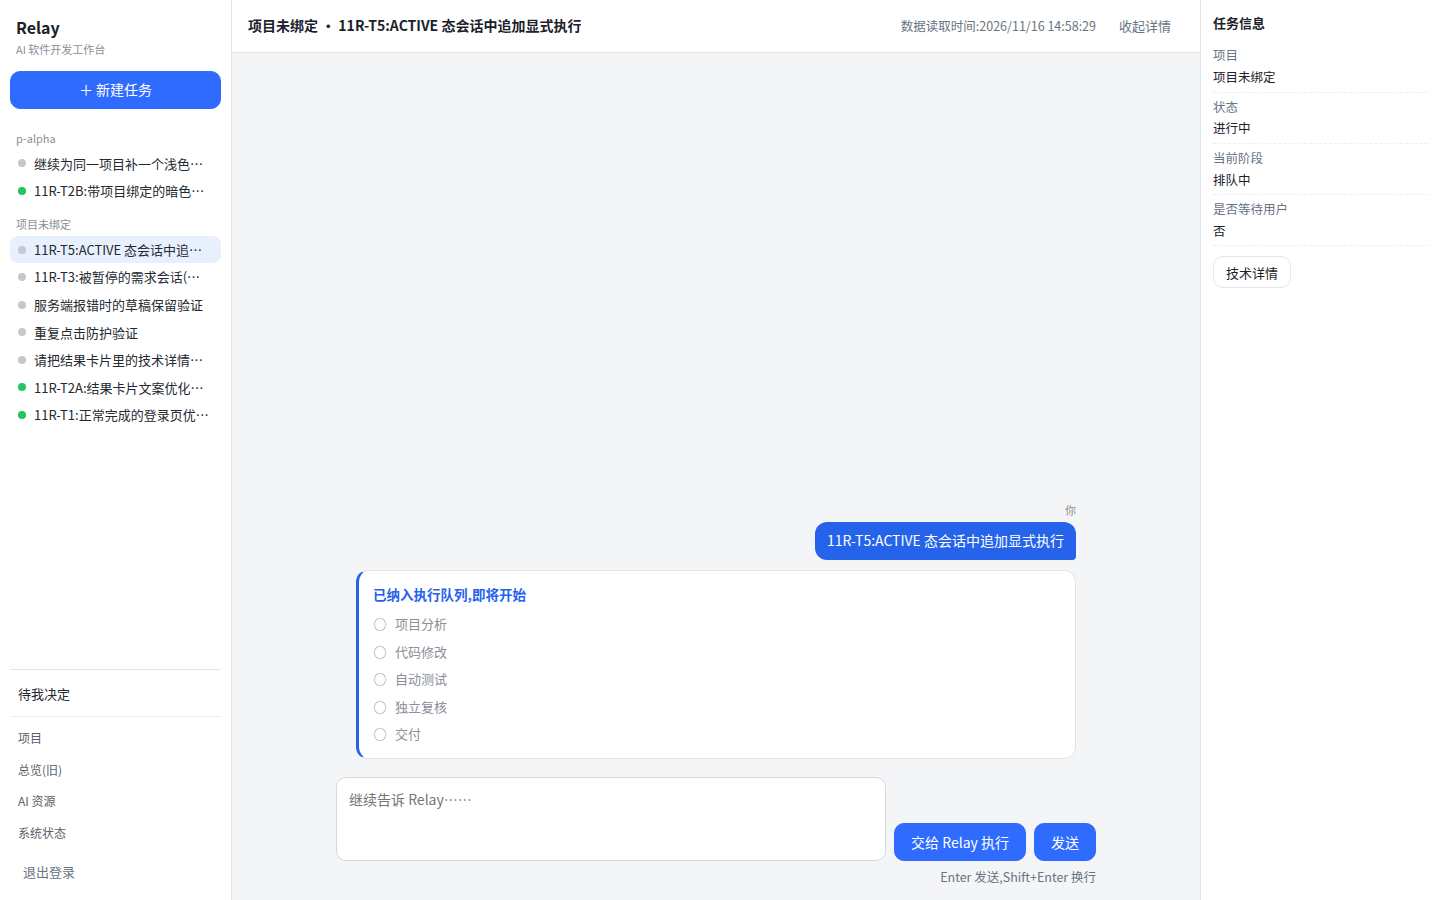 Relay
AI 软件开发工作台
＋ 新建任务
p-alpha
继续为同一项目补一个浅色…
11R-T2B:带项目绑定的暗色…
项目未绑定
11R-T5:ACTIVE 态会话中追…
11R-T3:被暂停的需求会话(…
服务端报错时的草稿保留验证
重复点击防护验证
请把结果卡片里的技术详情…
11R-T2A:结果卡片文案优化…
11R-T1:正常完成的登录页优…
待我决定
项目
总览(旧)
AI 资源
系统状态
退出登录
项目未绑定 · 11R-T5:ACTIVE 态会话中追加显式执行
数据读取时间:2026/11/16 14:58:29
收起详情
你
11R-T5:ACTIVE 态会话中追加显式执行
已纳入执行队列,即将开始
项目分析
代码修改
自动测试
独立复核
交付
继续告诉 Relay……
交给 Relay 执行
发送
Enter 发送,Shift+Enter 换行
任务信息
项目
项目未绑定
状态
进行中
当前阶段
排队中
是否等待用户
否
技术详情